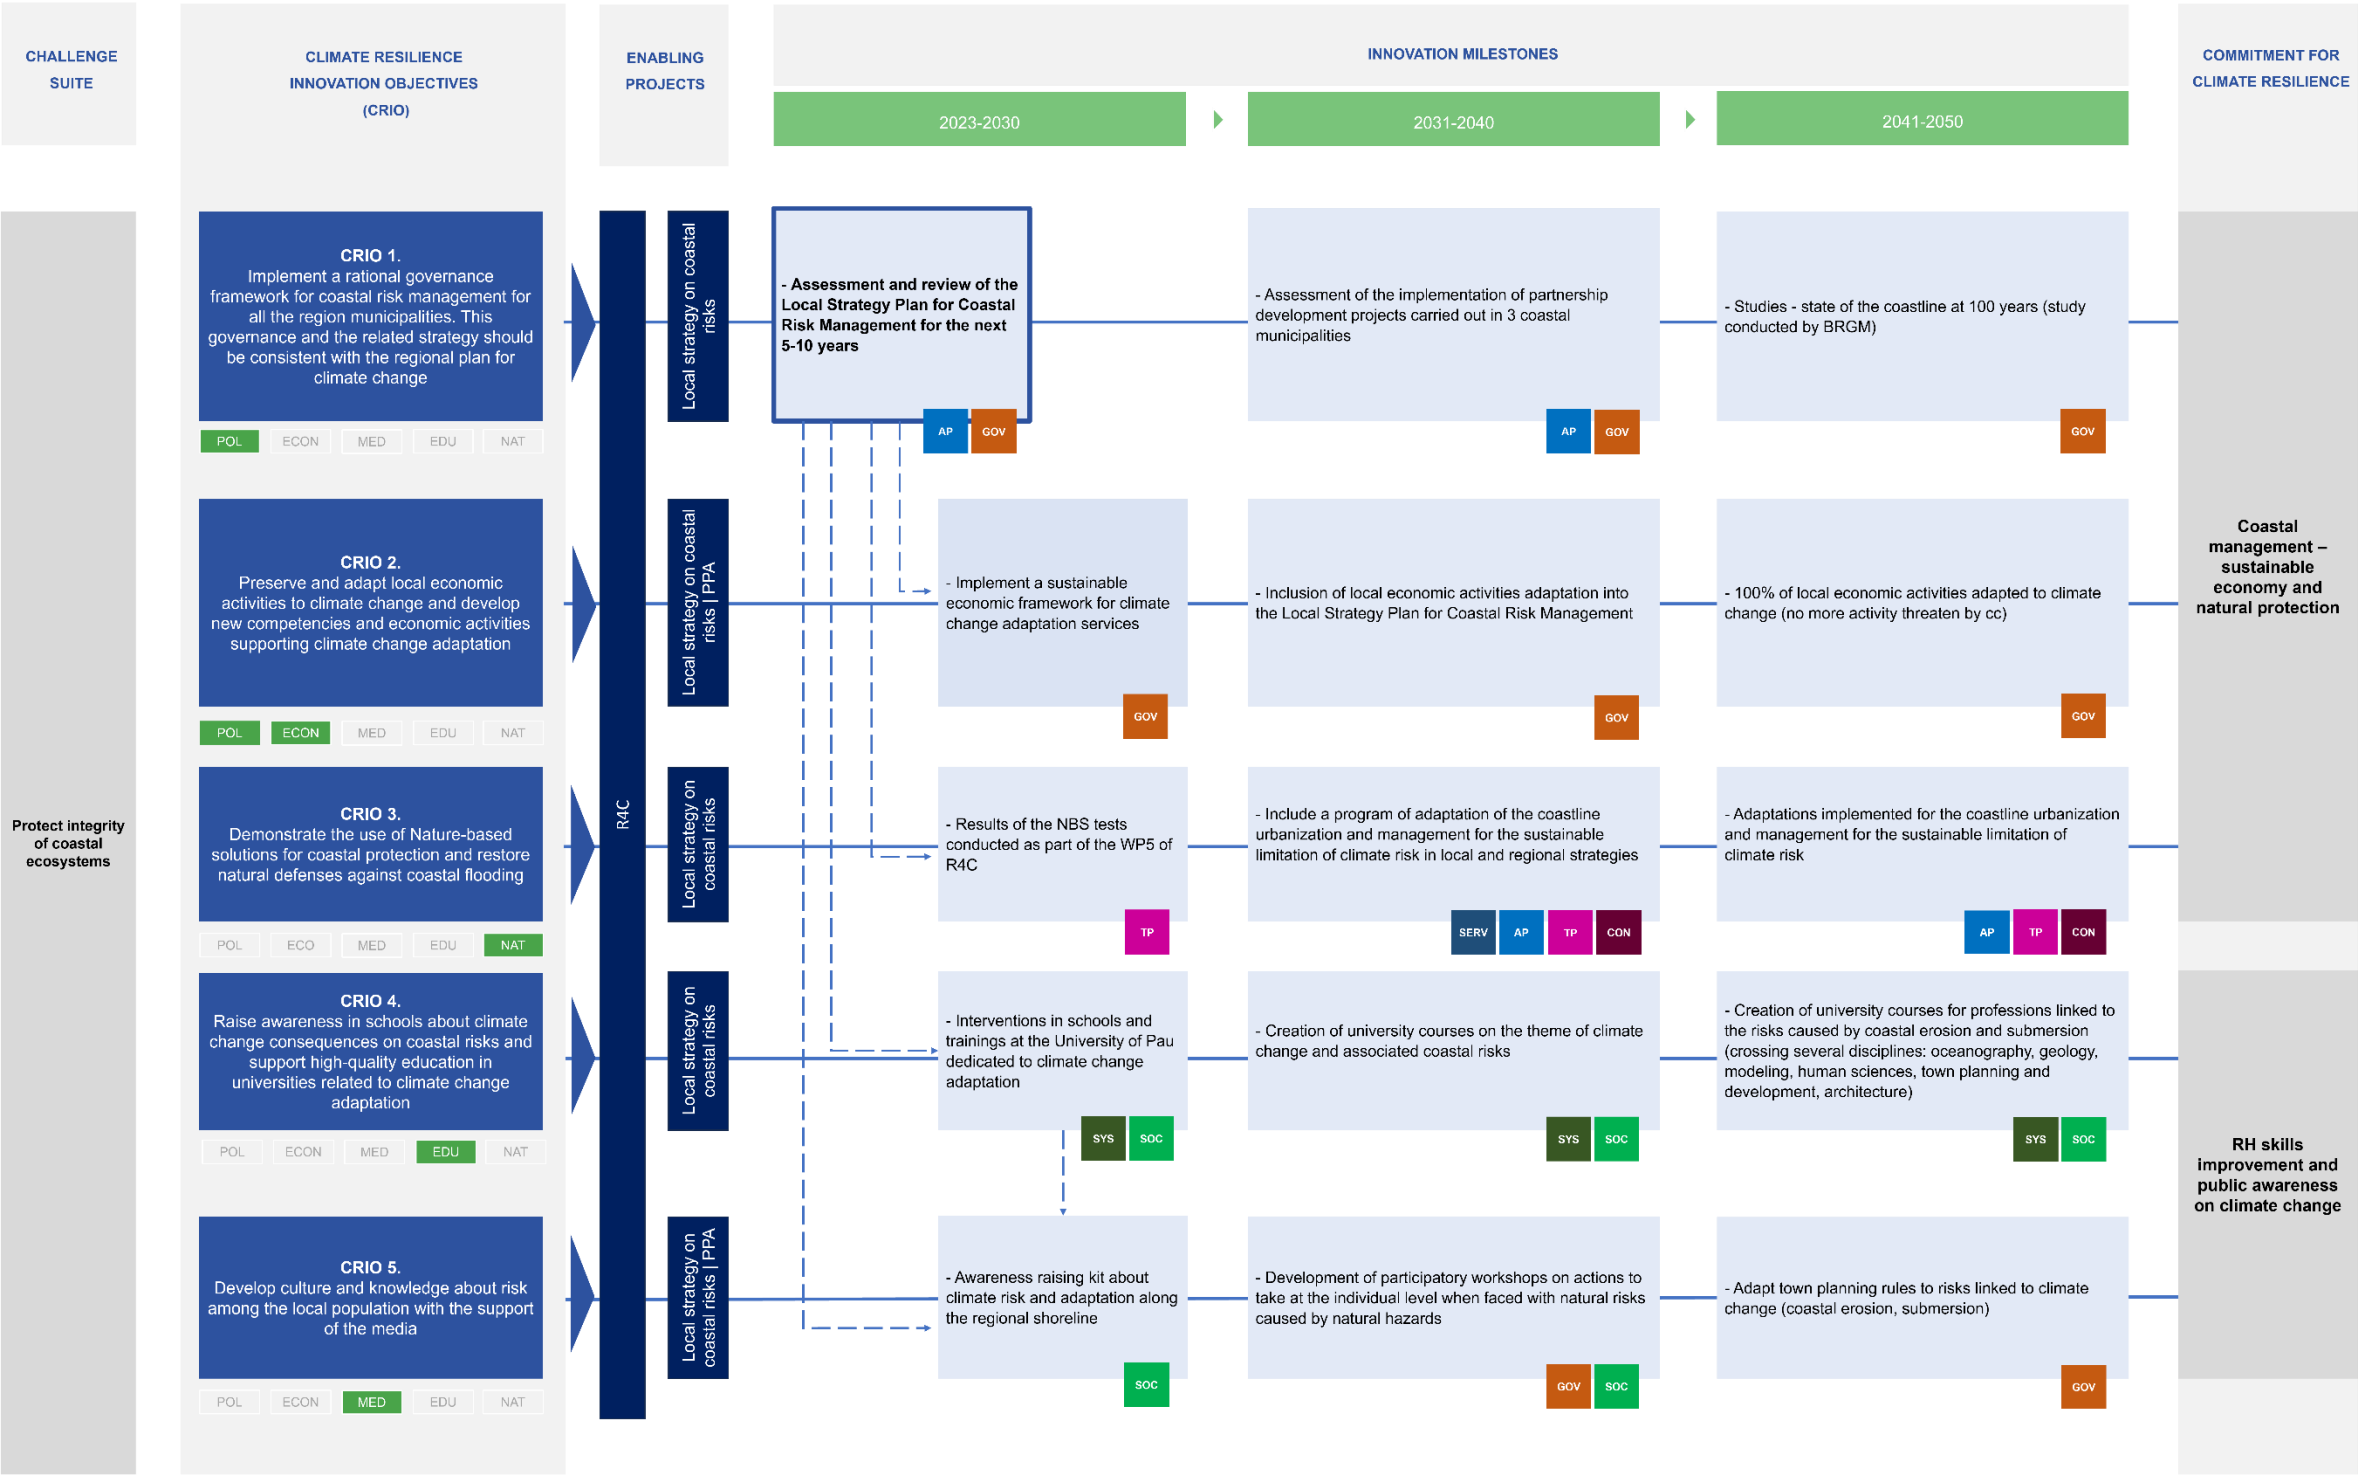 CHALLENGE
SUITE
CLIMATE RESILIENCE
INNOVATION OBJECTIVES
(CRIO)
ENABLING
PROJECTS
INNOVATION MILESTONES
2023-2030
2031-2040
2041-2050
COMMITMENT FOR
CLIMATE RESILIENCE
Protect integrity
of coastal
ecosystems
R4C
CRIO 1.
Implement a rational governance
framework for coastal risk management for
all the region municipalities. This
governance and the related strategy should
be consistent with the regional plan for
climate change
POL ECON MED EDU NAT
Local strategy on coastal
risks
- Assessment and review of the
Local Strategy Plan for Coastal
Risk Management for the next
5-10 years
AP GOV
- Assessment of the implementation of partnership
development projects carried out in 3 coastal
municipalities
AP GOV
- Studies - state of the coastline at 100 years (study
conducted by BRGM)
GOV
CRIO 2.
Preserve and adapt local economic
activities to climate change and develop
new competencies and economic activities
supporting climate change adaptation
POL ECON MED EDU NAT
Local strategy on coastal
risks | PPA
- Implement a sustainable
economic framework for climate
change adaptation services
GOV
- Inclusion of local economic activities adaptation into
the Local Strategy Plan for Coastal Risk Management
GOV
- 100% of local economic activities adapted to climate
change (no more activity threaten by cc)
GOV
Coastal
management –
sustainable
economy and
natural protection
CRIO 3.
Demonstrate the use of Nature-based
solutions for coastal protection and restore
natural defenses against coastal flooding
POL ECO MED EDU NAT
Local strategy on
coastal risks
- Results of the NBS tests
conducted as part of the WP5 of
R4C
TP
- Include a program of adaptation of the coastline
urbanization and management for the sustainable
limitation of climate risk in local and regional strategies
SERV AP TP CON
- Adaptations implemented for the coastline urbanization
and management for the sustainable limitation of
climate risk
AP TP CON
CRIO 4.
Raise awareness in schools about climate
change consequences on coastal risks and
support high-quality education in
universities related to climate change
adaptation
POL ECON MED EDU NAT
Local strategy on
coastal risks
- Interventions in schools and
trainings at the University of Pau
dedicated to climate change
adaptation
SYS SOC
- Creation of university courses on the theme of climate
change and associated coastal risks
SYS SOC
- Creation of university courses for professions linked to
the risks caused by coastal erosion and submersion
(crossing several disciplines: oceanography, geology,
modeling, human sciences, town planning and
development, architecture)
SYS SOC
RH skills
improvement and
public awareness
on climate change
CRIO 5.
Develop culture and knowledge about risk
among the local population with the support
of the media
POL ECON MED EDU NAT
Local strategy on
coastal risks | PPA
- Awareness raising kit about
climate risk and adaptation along
the regional shoreline
SOC
- Development of participatory workshops on actions to
take at the individual level when faced with natural risks
caused by natural hazards
GOV SOC
- Adapt town planning rules to risks linked to climate
change (coastal erosion, submersion)
GOV